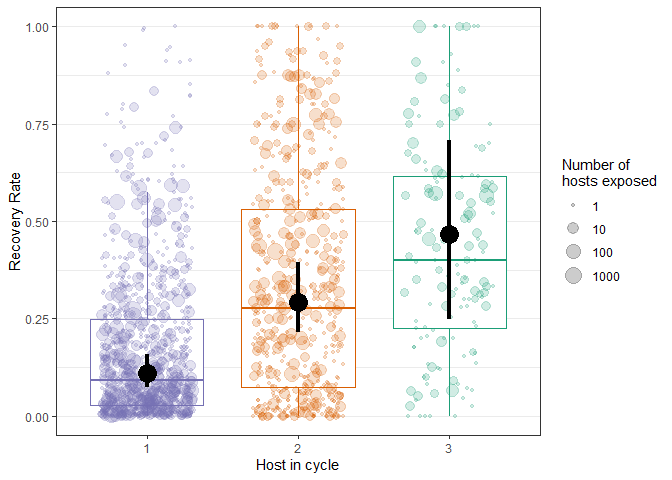 1.00
0.75
0.50
0.25
0.00
Recovery Rate
1 2 3
Host in cycle
Number of
hosts exposed
1
10
100
1000